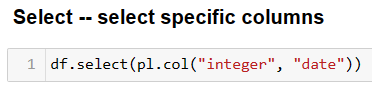 Select -- select specific columns
1 df.select(pl.col("integer", "date"))